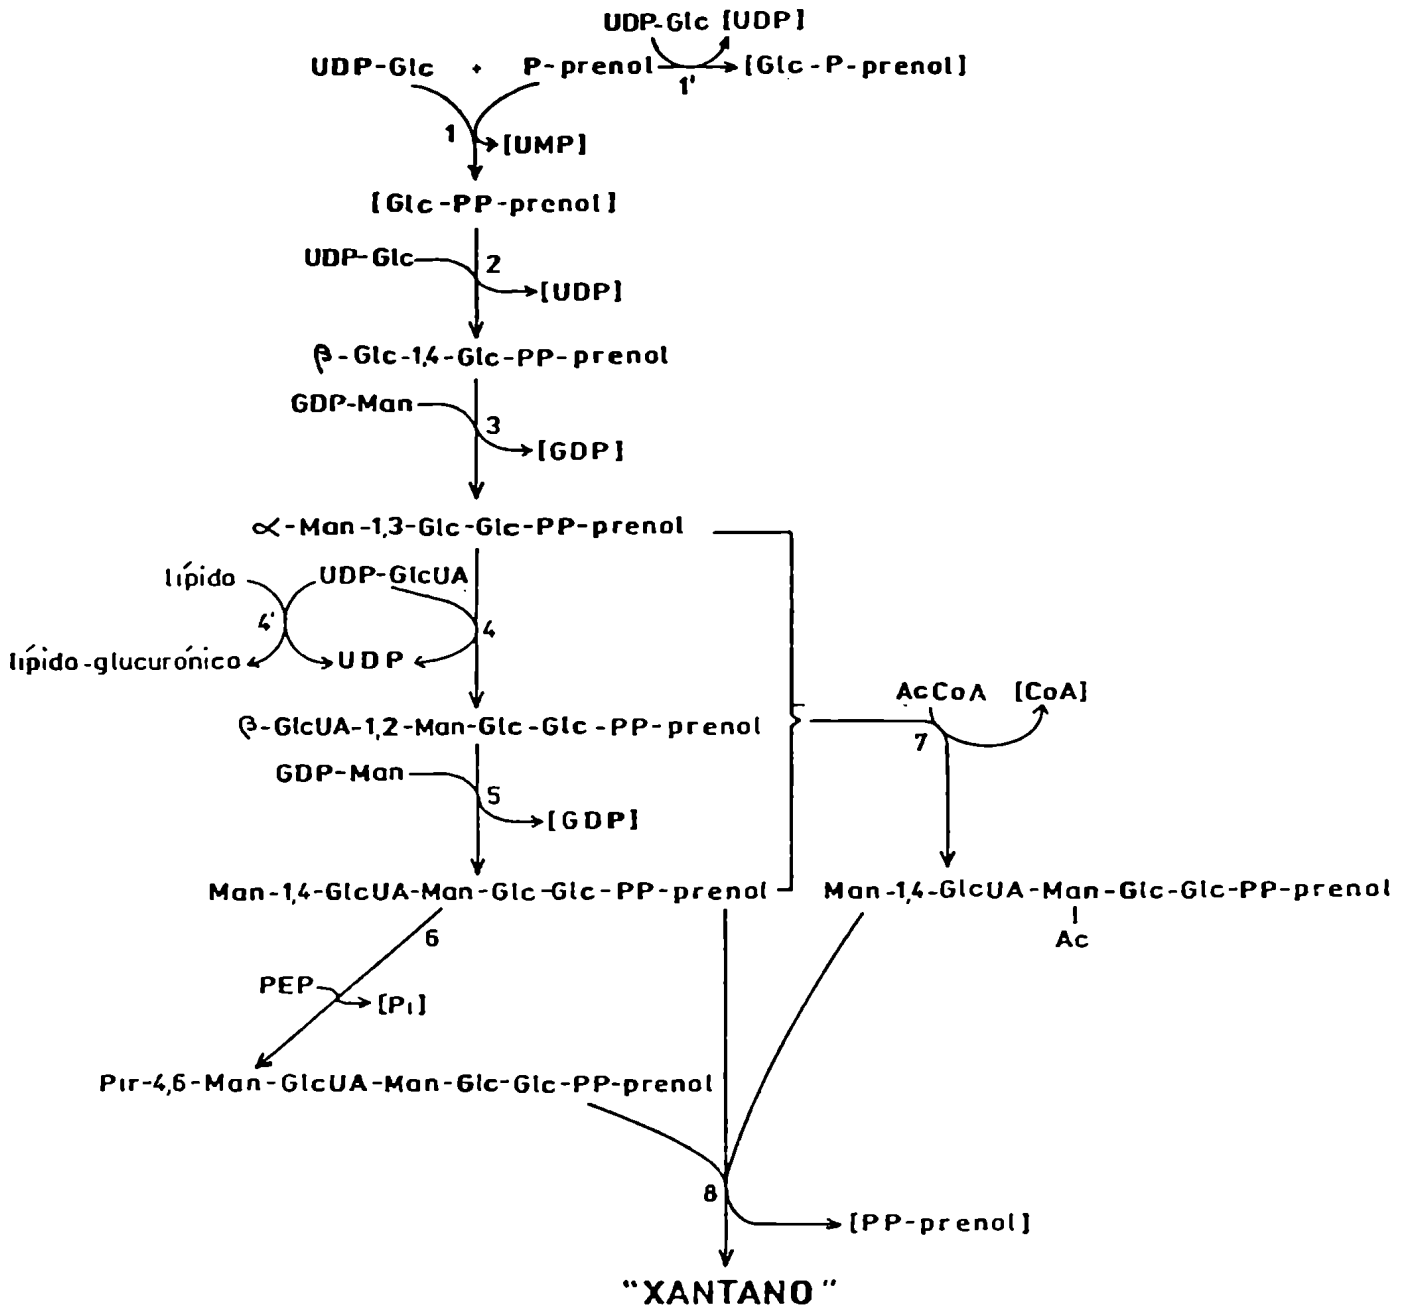 UDP-Glc [UDP]
UDP-Glc + P-prenol [Glc-P-prenol]
1'
1
[UMP]
[Glc-PP-prenol]
UDP-Glc
2
[UDP]
β-Glc-1,4-Glc-PP-prenol
GDP-Man
3
[GDP]
α-Man-1,3-Glc-Glc-PP-prenol
lípido UDP-GlcUA
4' 4
lípido-glucurónico UDP
AcCoA [CoA]
β-GlcUA-1,2-Man-Glc-Glc-PP-prenol
7
GDP-Man
5
[GDP]
Man-1,4-GlcUA-Man-Glc-Glc-PP-prenol Man-1,4-GlcUA-Man-Glc-Glc-PP-prenol
6 Ac
PEP
[Pi]
Pir-4,6-Man-GlcUA-Man-Glc-Glc-PP-prenol
8
[PP-prenol]
"XANTANO"